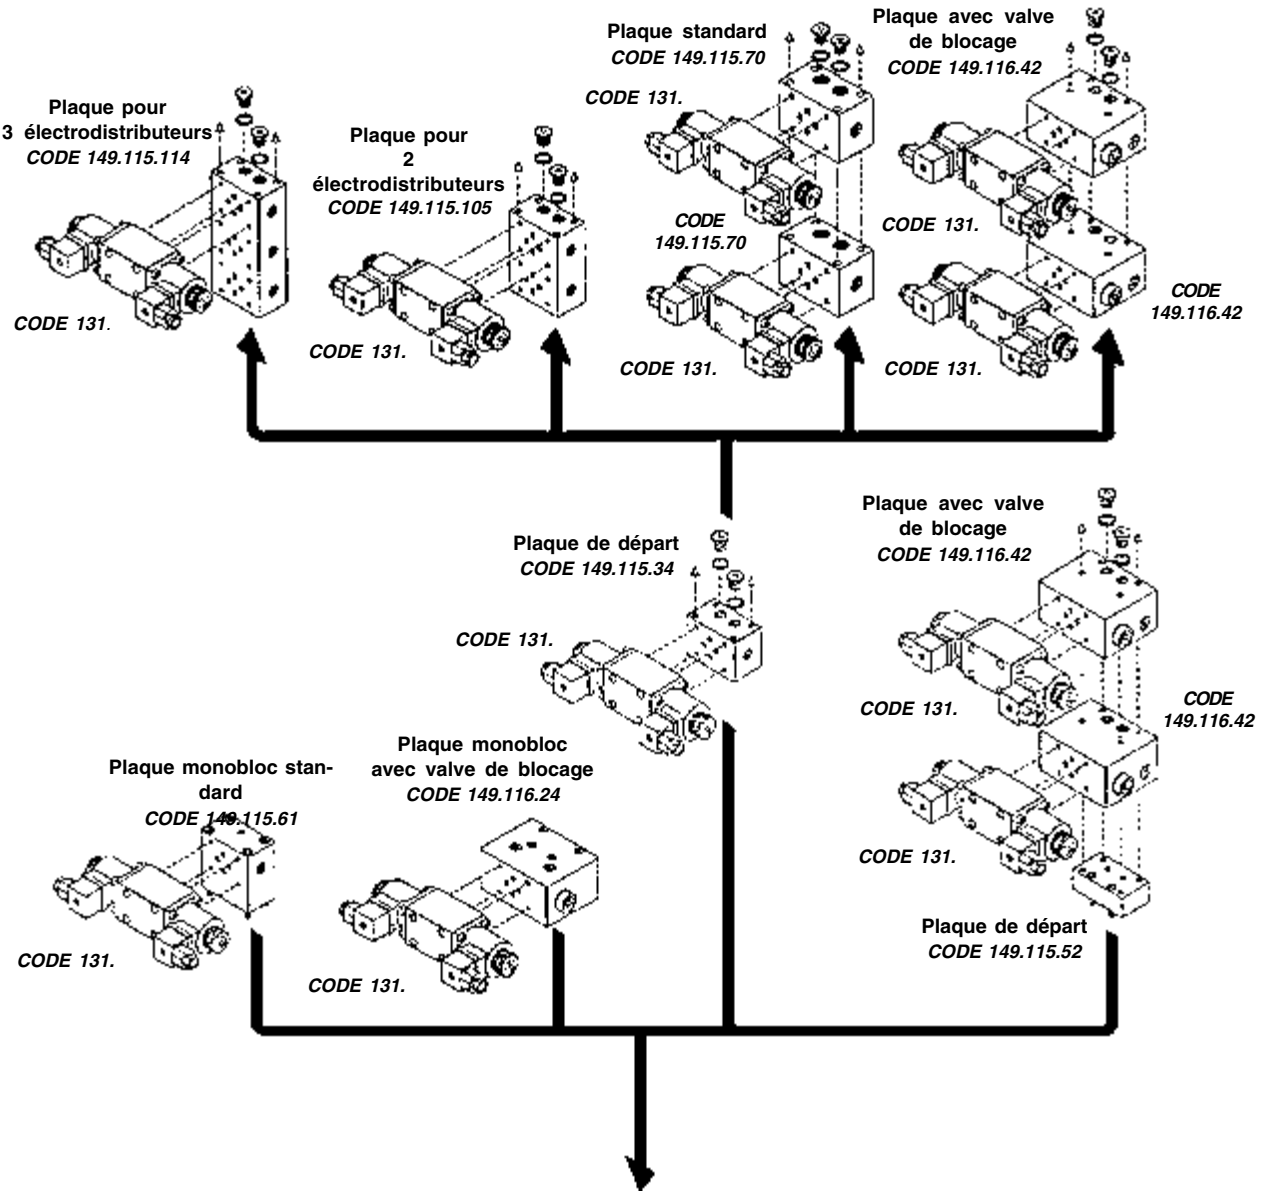 Plaque pour
3 électrodistributeurs
CODE 149.115.114
CODE 131.
Plaque pour
2
électrodistributeurs
CODE 149.115.105
CODE 131.
Plaque standard
CODE 149.115.70
CODE 131.
CODE
149.115.70
CODE 131.
Plaque avec valve
de blocage
CODE 149.116.42
CODE 131.
CODE
149.116.42
CODE 131.
Plaque de départ
CODE 149.115.34
CODE 131.
Plaque avec valve
de blocage
CODE 149.116.42
CODE 131.
CODE
149.116.42
CODE 131.
Plaque de départ
CODE 149.115.52
Plaque monobloc stan-
dard
CODE 149.115.61
CODE 131.
Plaque monobloc
avec valve de blocage
CODE 149.116.24
CODE 131.